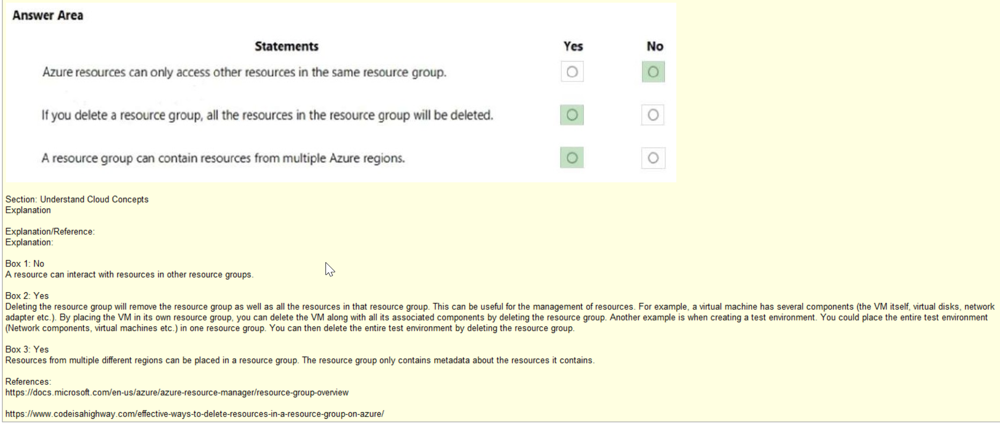 Answer Area
Statements Yes No
Azure resources can only access other resources in the same resource group.
If you delete a resource group, all the resources in the resource group will be deleted.
A resource group can contain resources from multiple Azure regions.
Section: Understand Cloud Concepts
Explanation
Explanation/Reference:
Explanation:
Box 1: No
A resource can interact with resources in other resource groups.
Box 2: Yes
Deleting the resource group will remove the resource group as well as all the resources in that resource group. This can be useful for the management of resources. For example, a virtual machine has several components (the VM itself, virtual disks, network
adapter etc.). By placing the VM in its own resource group, you can delete the VM along with all its associated components by deleting the resource group. Another example is when creating a test environment. You could place the entire test environment
(Network components, virtual machines etc.) in one resource group. You can then delete the entire test environment by deleting the resource group.
Box 3: Yes
Resources from multiple different regions can be placed in a resource group. The resource group only contains metadata about the resources it contains.
References:
https://docs.microsoft.com/en-us/azure/azure-resource-manager/resource-group-overview
https://www.codeisahighway.com/effective-ways-to-delete-resources-in-a-resource-group-on-azure/